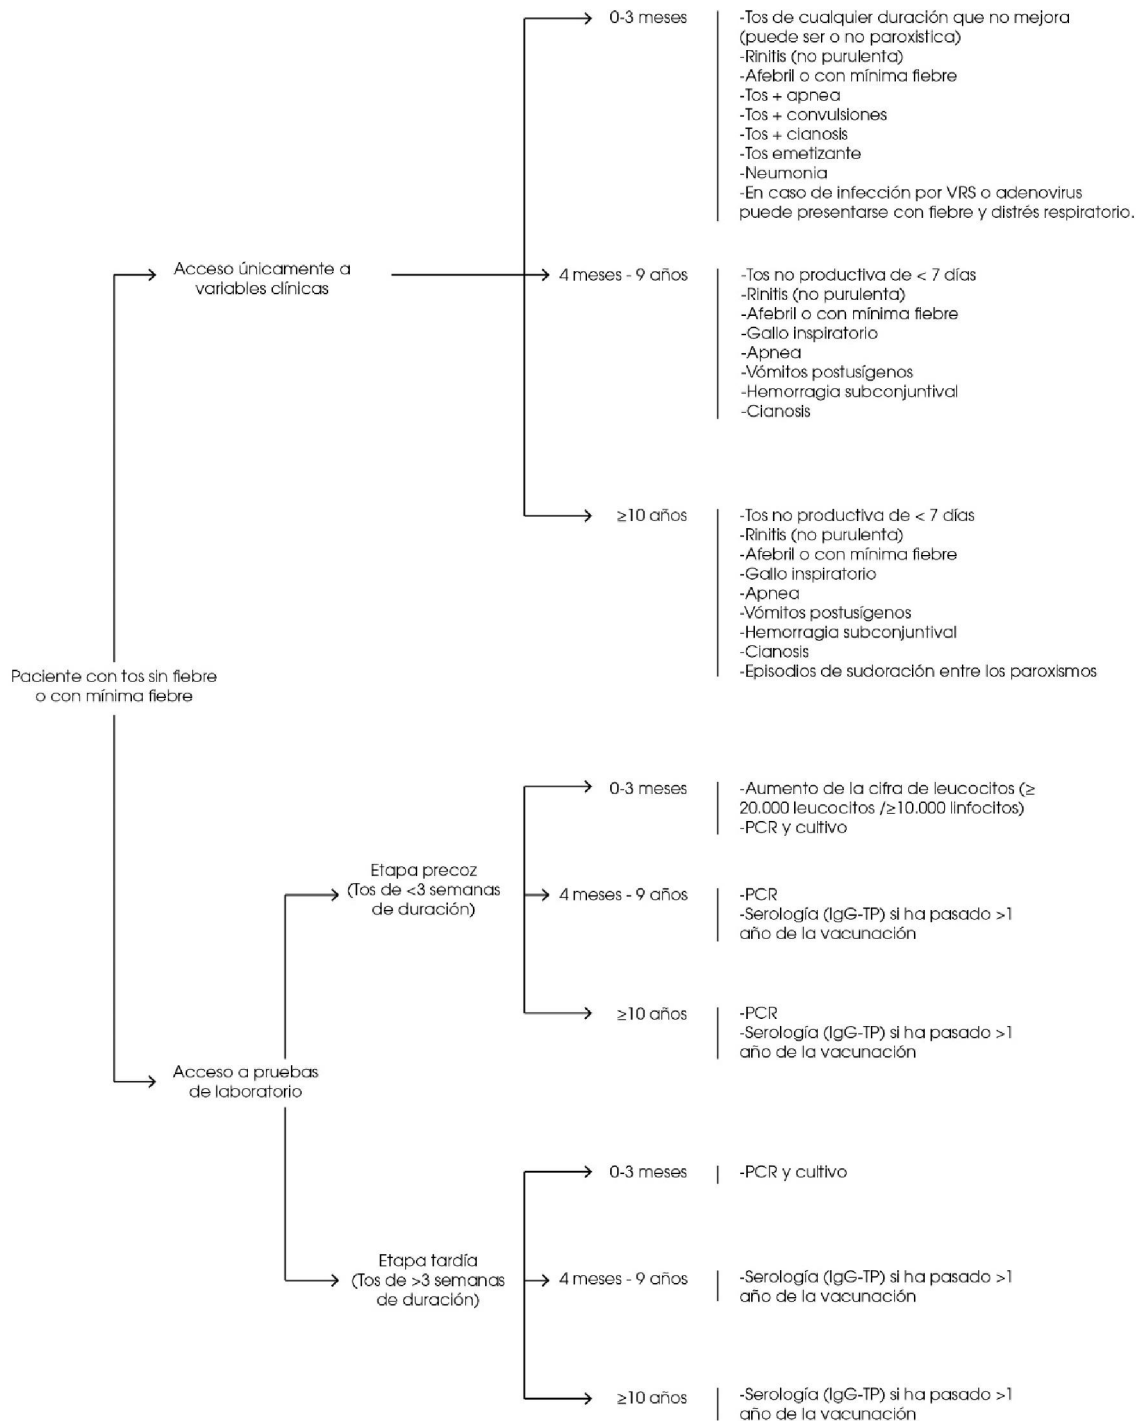 0-3 meses
-Tos de cualquier duración que no mejora
(puede ser o no paroxistica)
-Rinitis (no purulenta)
-Afebril o con mínima fiebre
-Tos + apnea
-Tos + convulsiones
-Tos + cianosis
-Tos emetizante
-Neumonia
-En caso de infección por VRS o adenovirus
puede presentarse con fiebre y distrés respiratorio.
Acceso únicamente a
variables clínicas
4 meses - 9 años
-Tos no productiva de < 7 días
-Rinitis (no purulenta)
-Afebril o con mínima fiebre
-Gallo inspiratorio
-Apnea
-Vómitos postusígenos
-Hemorragia subconjuntival
-Cianosis
≥10 años
-Tos no productiva de < 7 días
-Rinitis (no purulenta)
-Afebril o con mínima fiebre
-Gallo inspiratorio
-Apnea
-Vómitos postusígenos
-Hemorragia subconjuntival
-Cianosis
-Episodios de sudoración entre los paroxismos
Paciente con tos sin fiebre
o con mínima fiebre
0-3 meses
-Aumento de la cifra de leucocitos (≥
20.000 leucocitos /≥10.000 linfocitos)
-PCR y cultivo
Etapa precoz
(Tos de <3 semanas
de duración)
4 meses - 9 años
-PCR
-Serología (IgG-TP) si ha pasado >1
año de la vacunación
≥10 años
-PCR
-Serología (IgG-TP) si ha pasado >1
año de la vacunación
Acceso a pruebas
de laboratorio
0-3 meses
-PCR y cultivo
Etapa tardía
(Tos de >3 semanas
de duración)
4 meses - 9 años
-Serología (IgG-TP) si ha pasado >1
año de la vacunación
≥10 años
-Serología (IgG-TP) si ha pasado >1
año de la vacunación